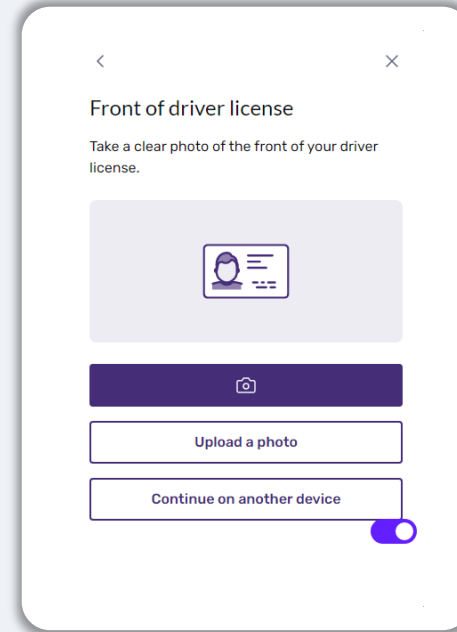 Front of driver license
Take a clear photo of the front of your driver
license.
Upload a photo
Continue on another device